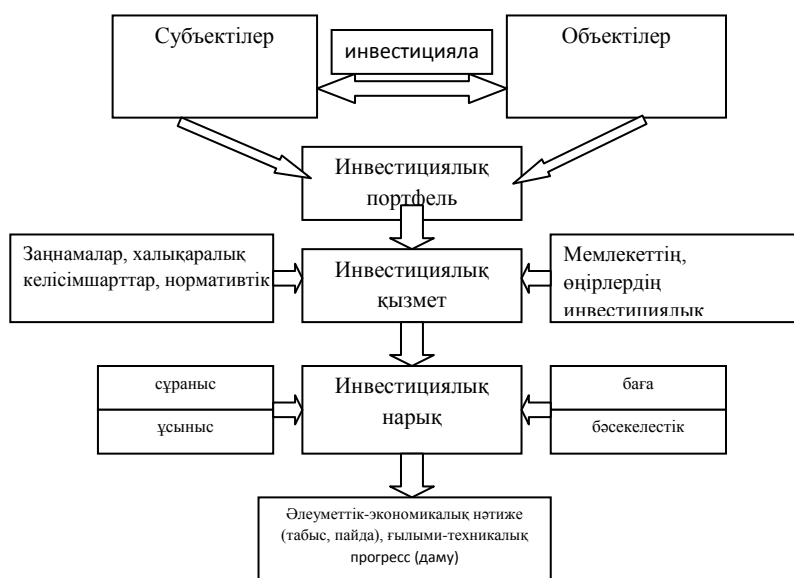 Субъектілер
инвестицияла
Объектілер
Инвестициялық
портфель
Заңнамалар, халықаралық
келісімшарттар, нормативтік
Инвестициялық
қызмет
Мемлекеттің,
өңірлердің
инвестициялық
сұраныс
ұсыныс
Инвестициялық
нарық
баға
бәсекелестік
Әлеуметтік-экономикалық нәтиже
(табыс, пайда), ғылыми-техникалық
прогресс (даму)